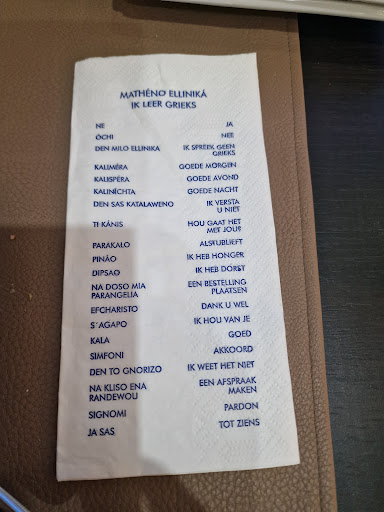 MATHÉNO ELLINIKÁ
IK LEER GRIEKS
NE JA
ÓCHI NEE
DEN MILO ELLINIKA IK SPREEK GEEN
GRIEKS
KALIMÉRA GOEDE MORGEN
KALISPÉRA GOEDE AVOND
KALINÍCHTA GOEDE NACHT
DEN SAS KATALAWENO IK VERSTA
U NIET
TI KÁNIS HOU GAAT HET
MET JOU?
PARAKALO ALSTUBLIEFT
PINÁO IK HEB HONGER
DIPSAO IK HEB DORST
NA DOSO MIA EEN BESTELLING
PARANGELIA PLAATSEN
EFCHARISTO DANK U WEL
S´AGAPO IK HOU VAN JE
KALA GOED
SIMFONI AKKOORD
DEN TO GNORIZO IK WEET HET NIET
NA KLISO ENA EEN AFSPRAAK
RANDEWOU MAKEN
SIGNOMI PARDON
JA SAS TOT ZIENS